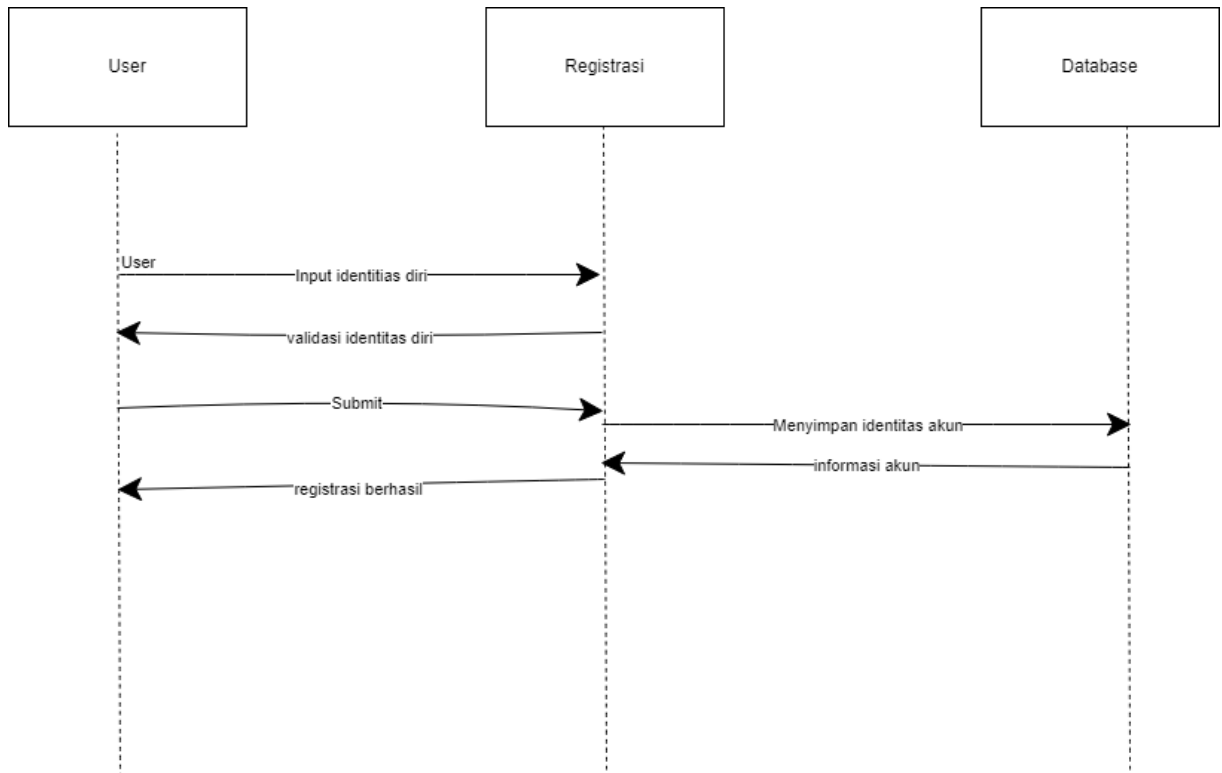 User
Registrasi
Database
User
Input identitias diri
validasi identitas diri
Submit
Menyimpan identitas akun
informasi akun
registrasi berhasil